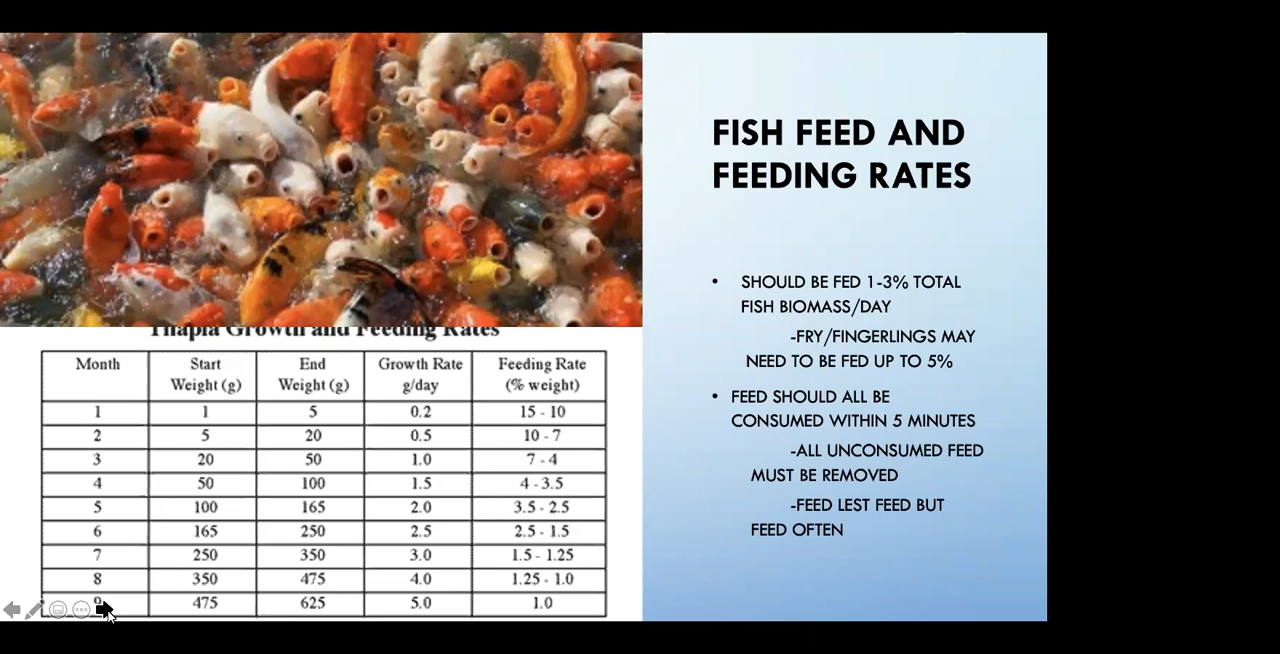 FISH FEED AND
FEEDING RATES
• SHOULD BE FED 1-3% TOTAL
FISH BIOMASS/DAY
-FRY/FINGERLINGS MAY
NEED TO BE FED UP TO 5%
• FEED SHOULD ALL BE
CONSUMED WITHIN 5 MINUTES
-ALL UNCONSUMED FEED
MUST BE REMOVED
-FEED LEST FEED BUT
FEED OFTEN
Tilapia Growth and Feeding Rates
Month Start Weight (g) End Weight (g) Growth Rate g/day Feeding Rate (% weight)
1 1 5 0.2 15 - 10
2 5 20 0.5 10 - 7
3 20 50 1.0 7 - 4
4 50 100 1.5 4 - 3.5
5 100 165 2.0 3.5 - 2.5
6 165 250 2.5 2.5 - 1.5
7 250 350 3.0 1.5 - 1.25
8 350 475 4.0 1.25 - 1.0
9 475 625 5.0 1.0